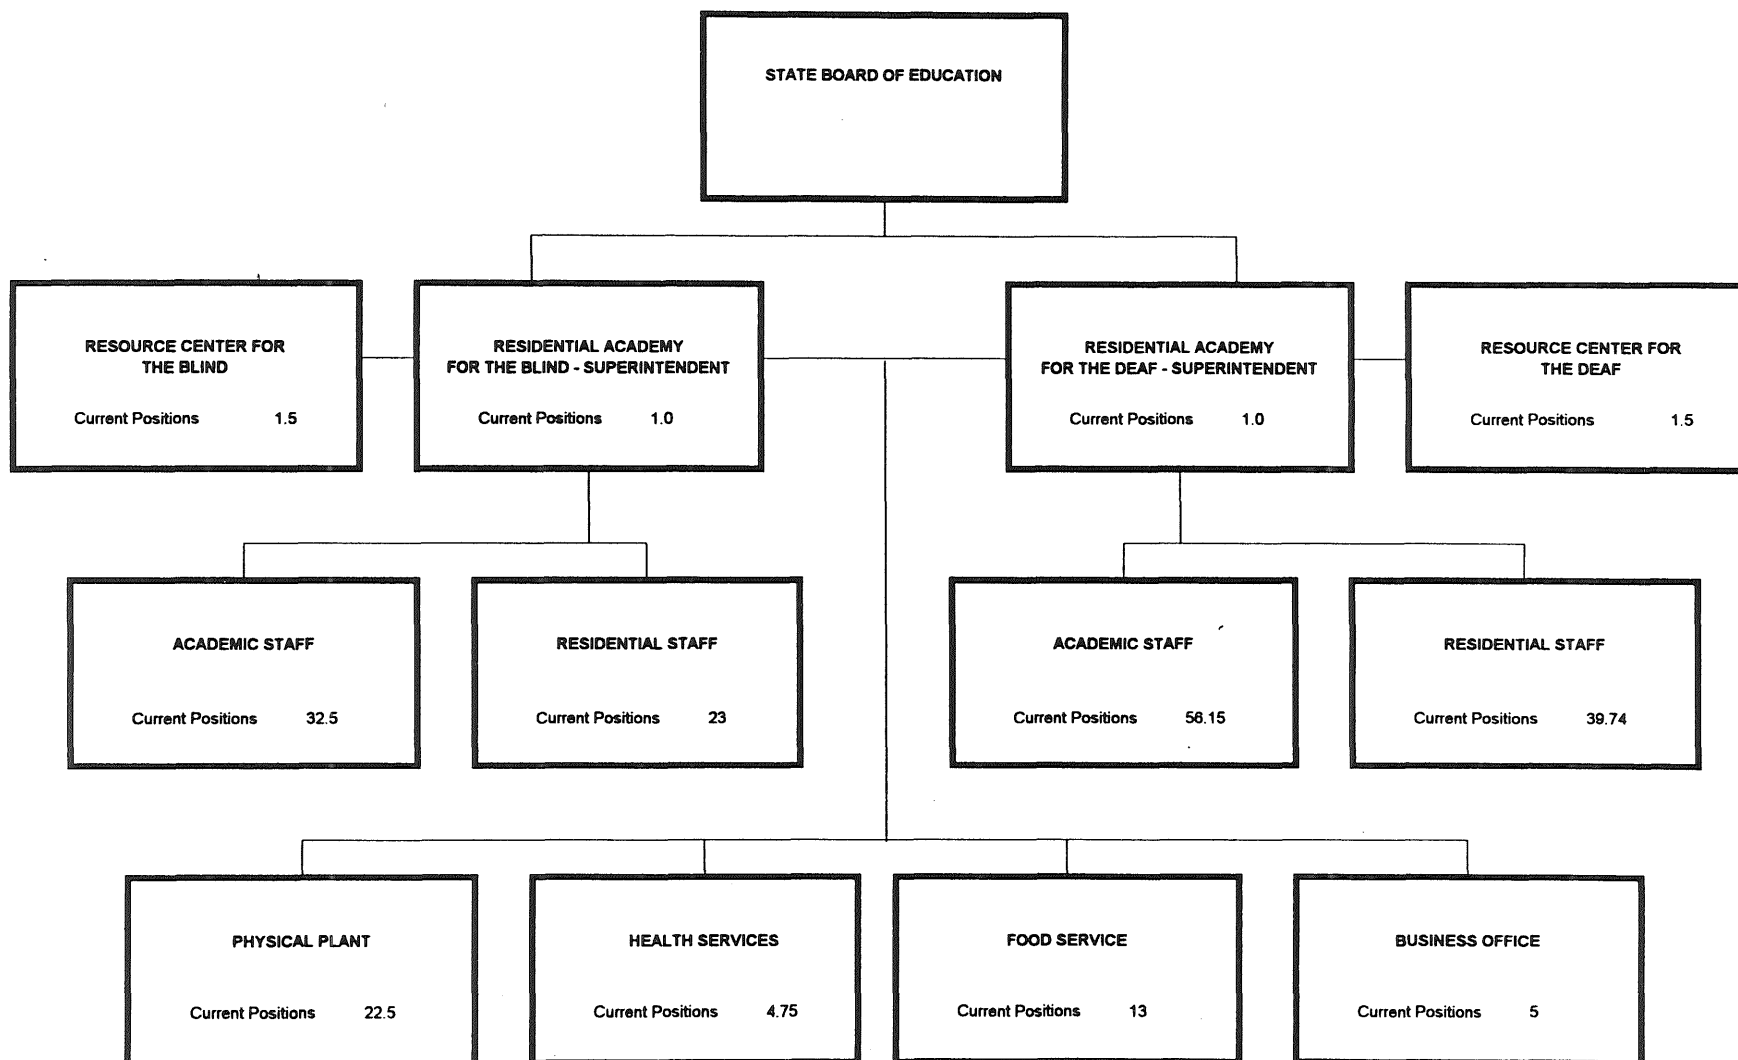 STATE BOARD OF EDUCATION
RESOURCE CENTER FOR
THE BLIND
Current Positions 1.5
RESIDENTIAL ACADEMY
FOR THE BLIND - SUPERINTENDENT
Current Positions 1.0
RESIDENTIAL ACADEMY
FOR THE DEAF - SUPERINTENDENT
Current Positions 1.0
RESOURCE CENTER FOR
THE DEAF
Current Positions 1.5
ACADEMIC STAFF
Current Positions 32.5
RESIDENTIAL STAFF
Current Positions 23
ACADEMIC STAFF
Current Positions 56.15
RESIDENTIAL STAFF
Current Positions 39.74
PHYSICAL PLANT
Current Positions 22.5
HEALTH SERVICES
Current Positions 4.75
FOOD SERVICE
Current Positions 13
BUSINESS OFFICE
Current Positions 5